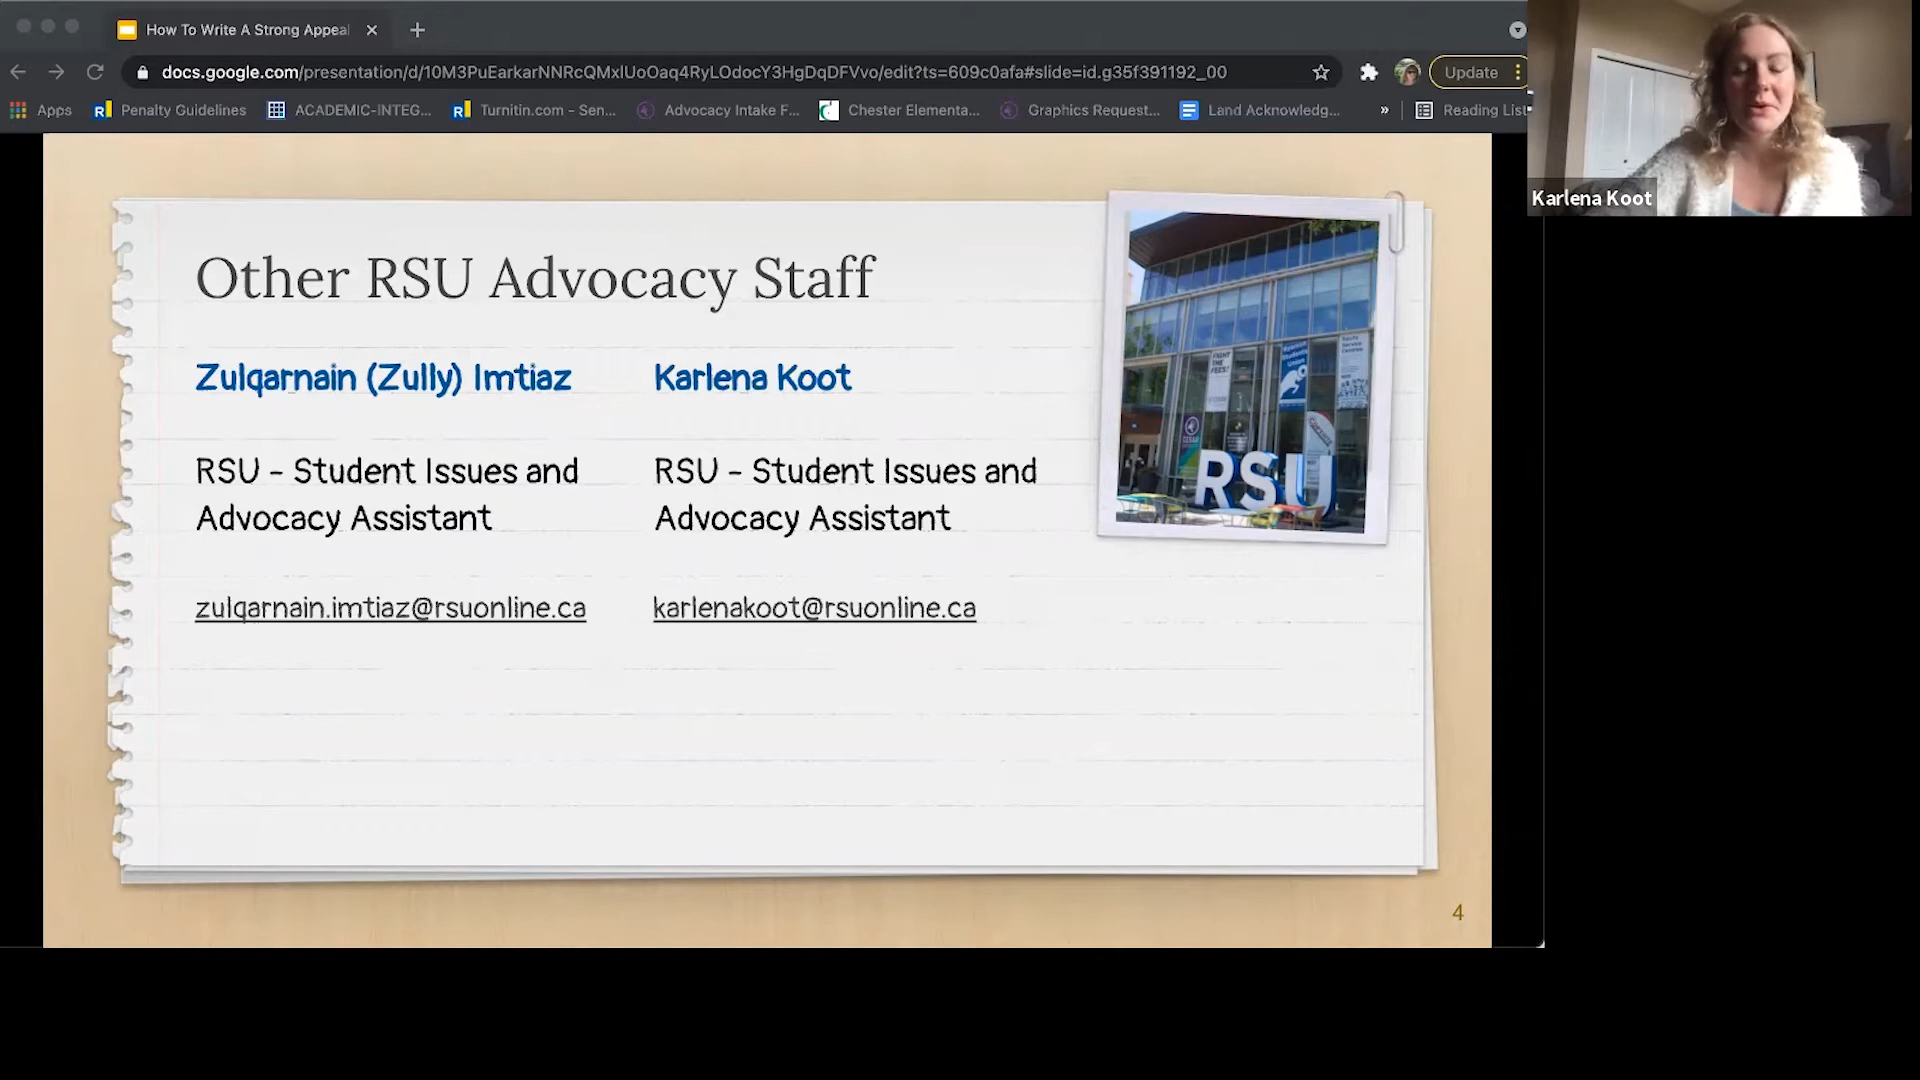 How To Write A Strong Appeal
docs.google.com/presentation/d/10M3PuEarkarNNRcQMxlUoOaq4RyLOdocY3HgDqDFVvo/edit?ts=609c0afa#slide=id.g35f391192_00
Update
Apps
Penalty Guidelines
ACADEMIC-INTEG...
Turnitin.com – Sen...
Advocacy Intake F...
Chester Elementa...
Graphics Request...
Land Acknowledg...
»
Reading List
Karlena Koot
Other RSU Advocacy Staff
Zulqarnain (Zully) Imtiaz
RSU - Student Issues and
Advocacy Assistant
zulqarnain.imtiaz@rsuonline.ca
Karlena Koot
RSU - Student Issues and
Advocacy Assistant
karlenakoot@rsuonline.ca
FIGHT
THE
FEES!
RSU
4